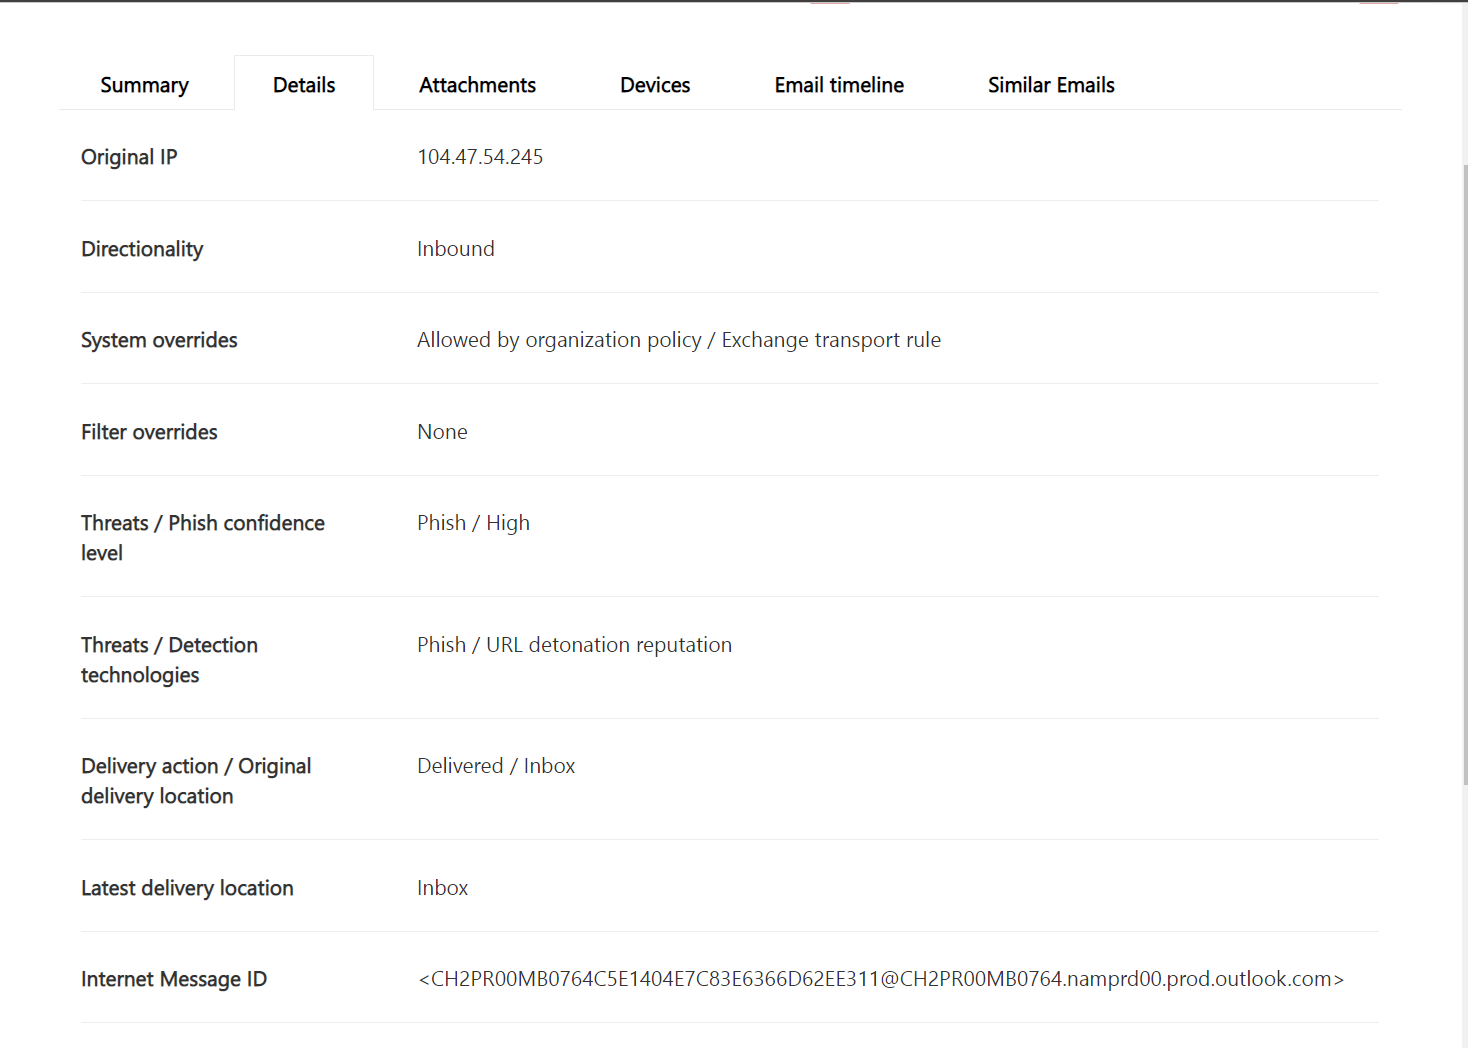 Summary Details Attachments Devices Email timeline Similar Emails
Original IP 104.47.54.245
Directionality Inbound
System overrides Allowed by organization policy / Exchange transport rule
Filter overrides None
Threats / Phish confidence Phish / High
level
Threats / Detection Phish / URL detonation reputation
technologies
Delivery action / Original Delivered / Inbox
delivery location
Latest delivery location Inbox
Internet Message ID <CH2PR00MB0764C5E1404E7C83E6366D62EE311@CH2PR00MB0764.namprd00.prod.outlook.com>